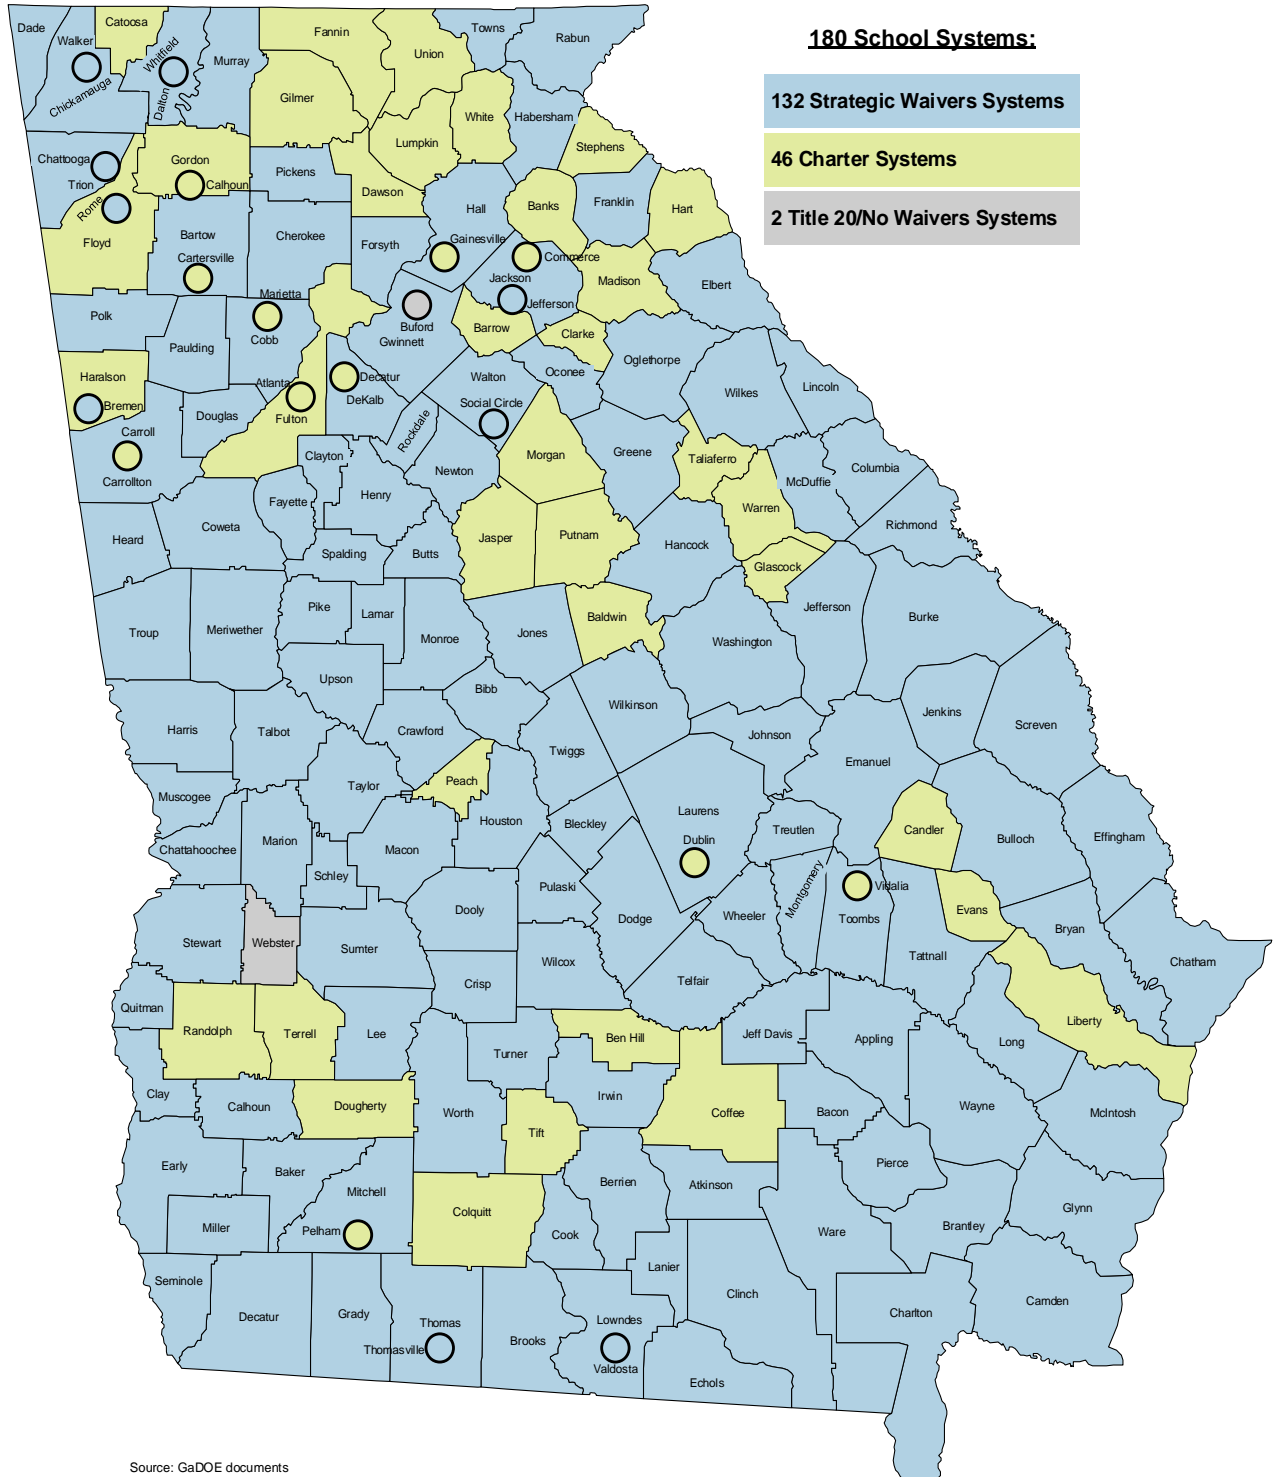 180 School Systems:
132 Strategic Waivers Systems
46 Charter Systems
2 Title 20/No Waivers Systems
Dade
Walker
Catoosa
Whitfield
Murray
Fannin
Union
Towns
Rabun
Chickamauga
Dalton
Gilmer
White
Habersham
Lumpkin
Stephens
Chattooga
Trion
Gordon
Calhoun
Pickens
Dawson
Rome
Floyd
Hall
Banks
Franklin
Hart
Bartow
Cartersville
Cherokee
Forsyth
Gainesville
Commerce
Jackson
Jefferson
Madison
Elbert
Polk
Paulding
Marietta
Cobb
Buford
Gwinnett
Barrow
Clarke
Oglethorpe
Oconee
Haralson
Bremen
Atlanta
Decatur
DeKalb
Fulton
Walton
Social Circle
Wilkes
Lincoln
Douglas
Rockdale
Carroll
Carrollton
Clayton
Newton
Morgan
Greene
Taliaferro
McDuffie
Columbia
Heard
Coweta
Fayette
Henry
Spalding
Butts
Jasper
Putnam
Hancock
Warren
Glascock
Richmond
Troup
Meriwether
Pike
Lamar
Monroe
Jones
Baldwin
Washington
Jefferson
Burke
Upson
Bibb
Wilkinson
Harris
Talbot
Crawford
Twiggs
Johnson
Jenkins
Screven
Emanuel
Muscogee
Taylor
Peach
Houston
Bleckley
Laurens
Dublin
Treutlen
Candler
Bulloch
Effingham
Chattahoochee
Marion
Macon
Schley
Pulaski
Dooly
Dodge
Wheeler
Montgomery
Vidalia
Toombs
Evans
Bryan
Stewart
Webster
Sumter
Wilcox
Telfair
Tattnall
Chatham
Crisp
Quitman
Randolph
Terrell
Lee
Turner
Ben Hill
Jeff Davis
Appling
Long
Liberty
Clay
Calhoun
Dougherty
Worth
Tift
Irwin
Coffee
Bacon
Wayne
McIntosh
Early
Baker
Mitchell
Pelham
Miller
Colquitt
Berrien
Cook
Atkinson
Pierce
Ware
Brantley
Glynn
Seminole
Decatur
Grady
Thomas
Thomasville
Brooks
Lanier
Lowndes
Valdosta
Clinch
Echols
Charlton
Camden
Source: GaDOE documents